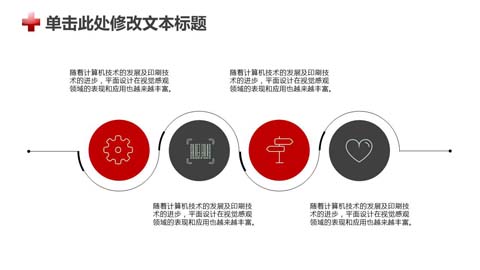 单击此处修改文本标题
随着计算机技术的发展及印刷技
术的进步，平面设计在视觉感观
领域的表现和应用也越来越丰富。
随着计算机技术的发展及印刷技
术的进步，平面设计在视觉感观
领域的表现和应用也越来越丰富。
随着计算机技术的发展及印刷技
术的进步，平面设计在视觉感观
领域的表现和应用也越来越丰富。
随着计算机技术的发展及印刷技
术的进步，平面设计在视觉感观
领域的表现和应用也越来越丰富。